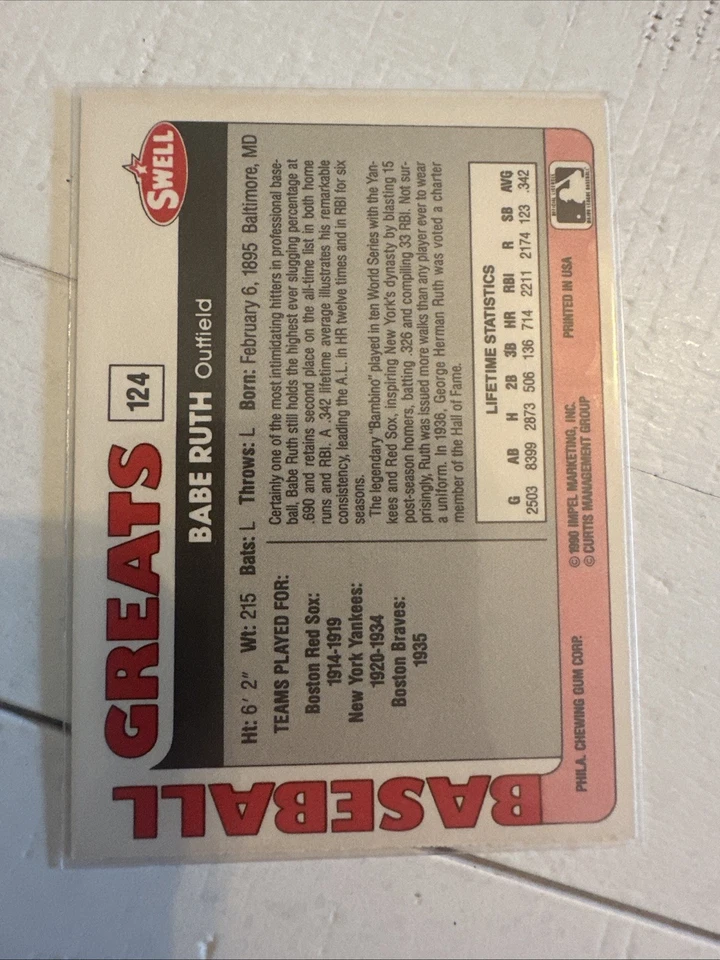 BASEBALL
GREATS
124
SWELL
BABE RUTH Outfield
Ht: 6' 2" Wt: 215 Bats: L Throws: L Born: February 6, 1895 Baltimore, MD
TEAMS PLAYED FOR:
Boston Red Sox:
1914-1919
New York Yankees:
1920-1934
Boston Braves:
1935
Certainly one of the most intimidating hitters in professional base-
ball, Babe Ruth still holds the highest ever slugging percentage at
.690 and retains second place on the all-time list in both home
runs and RBI. A .342 lifetime average illustrates his remarkable
consistency, leading the A.L. in HR twelve times and in RBI for six
seasons.
The legendary "Bambino" played in ten World Series with the Yan-
kees and Red Sox, inspiring New York's dynasty by blasting 15
post-season homers, batting .326 and compiling 33 RBI. Not sur-
prisingly, Ruth was issued more walks than any player ever to wear
a uniform. In 1936, George Herman Ruth was voted a charter
member of the Hall of Fame.
LIFETIME STATISTICS
G AB H 2B 3B HR RBI R SB AVG
2503 8399 2873 506 136 714 2211 2174 123 .342
PHILA. CHEWING GUM CORP.
© 1990 IMPEL MARKETING, INC.
© CURTIS MANAGEMENT GROUP
PRINTED IN USA